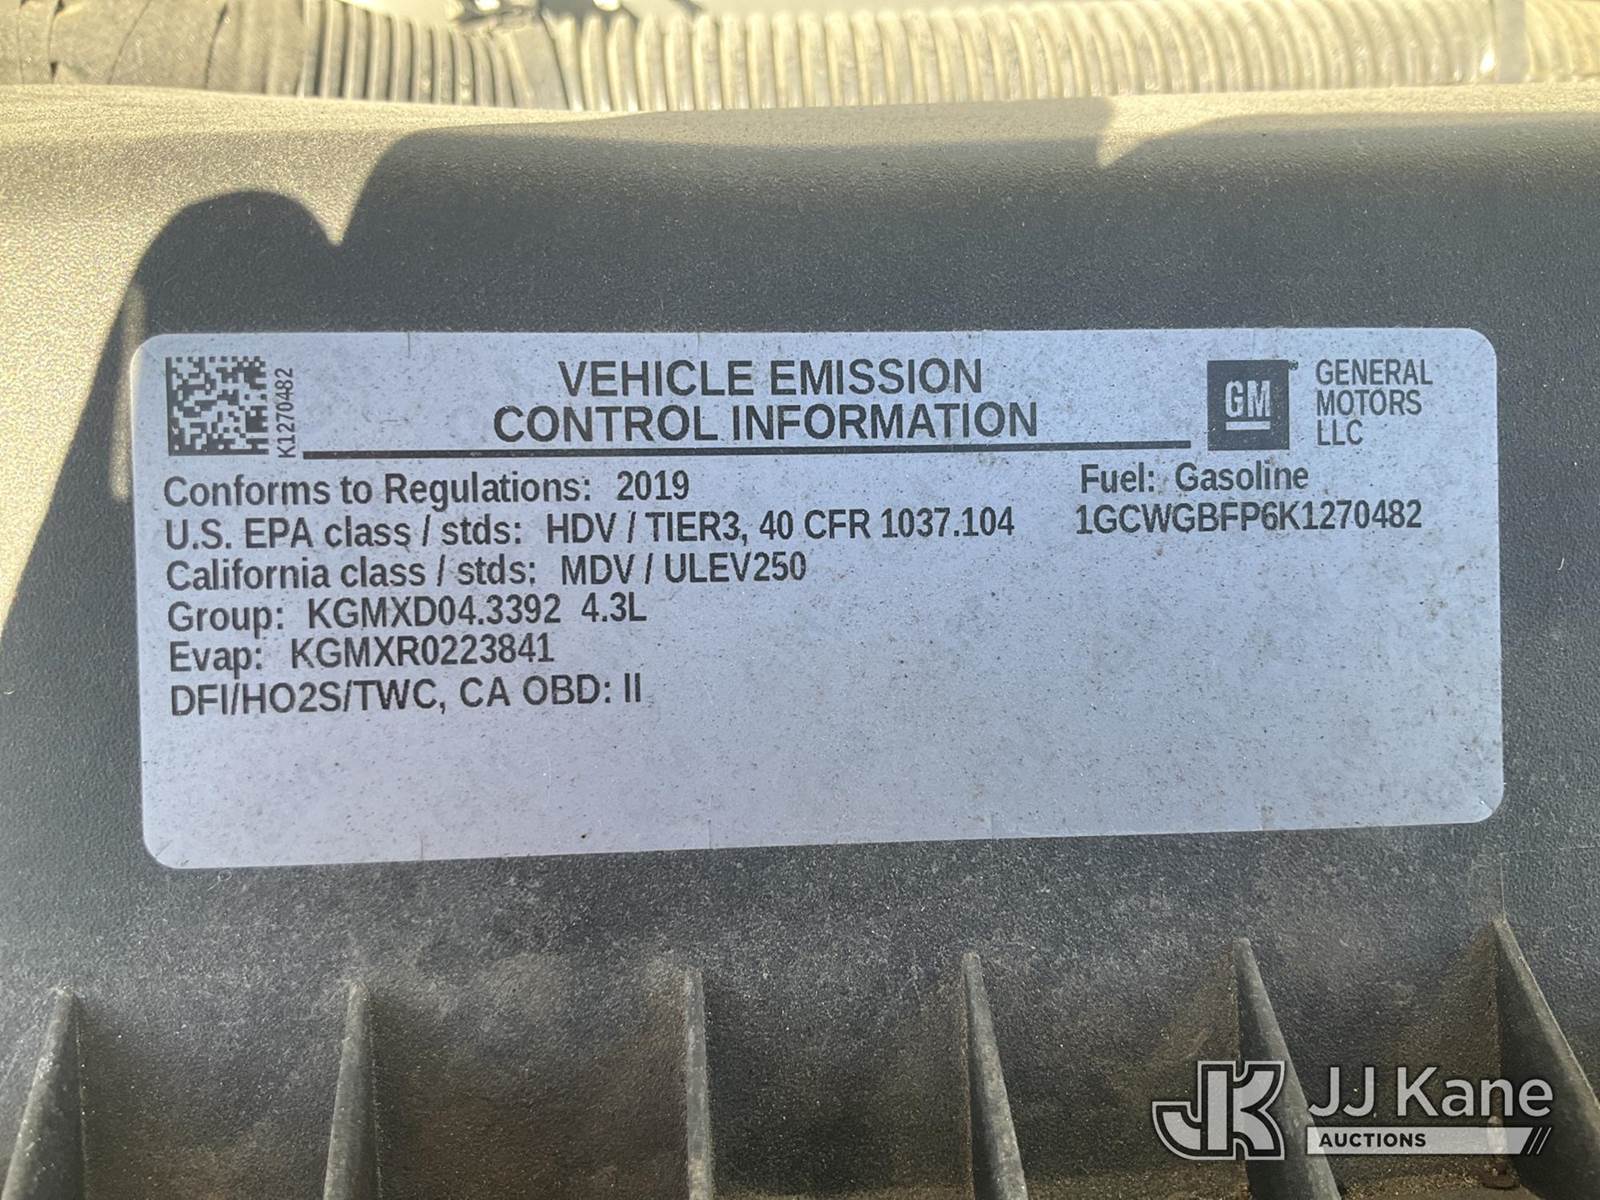 K1270482
VEHICLE EMISSION
CONTROL INFORMATION
GM
GENERAL
MOTORS
LLC
Conforms to Regulations: 2019
Fuel: Gasoline
U.S. EPA class / stds: HDV / TIER3, 40 CFR 1037.104
1GCWGBFP6K1270482
California class / stds: MDV / ULEV250
Group: KGMXD04.3392 4.3L
Evap: KGMXR0223841
DFI/HO2S/TWC, CA OBD: II
JK
JJ Kane
AUCTIONS